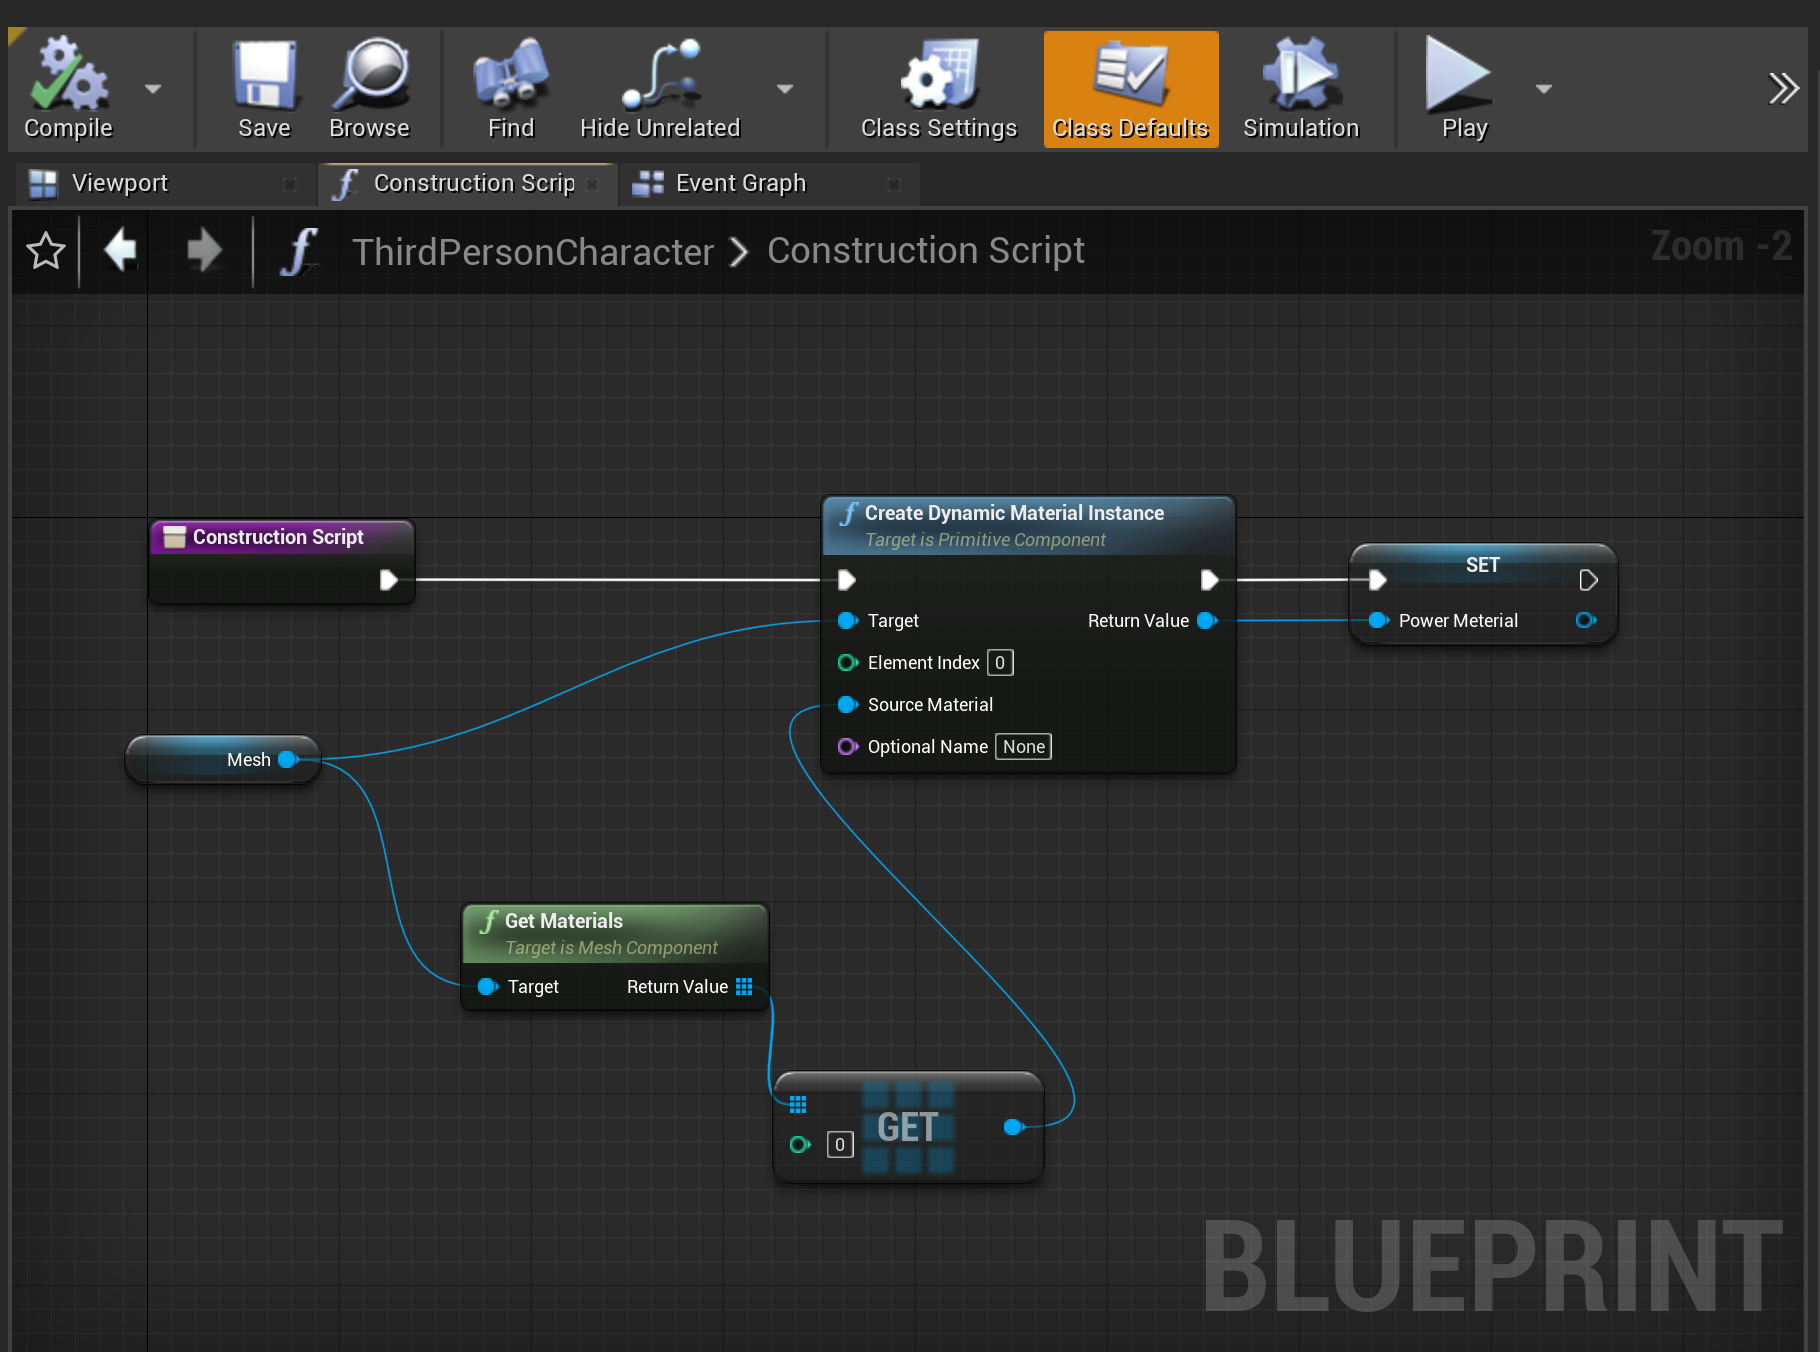 Compile
Save
Browse
Find
Hide Unrelated
Class Settings
Class Defaults
Simulation
Play
Viewport
Construction Scrip
Event Graph
ThirdPersonCharacter > Construction Script
Zoom -2
Construction Script
Create Dynamic Material Instance
Target is Primitive Component
Target
Return Value
Element Index 0
Source Material
Optional Name None
SET
Power Meterial
Mesh
Get Materials
Target is Mesh Component
Target
Return Value
GET
0
BLUEPRINT